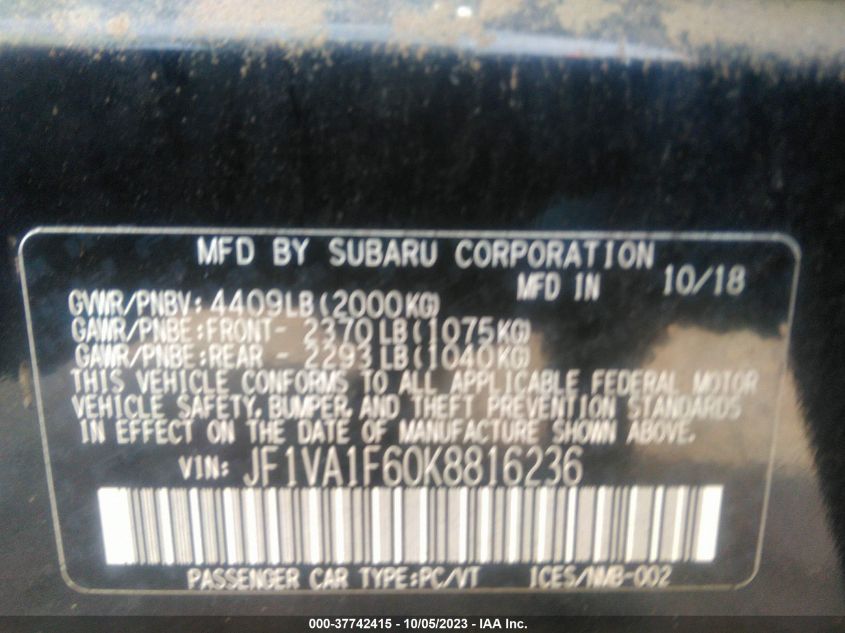 MFD BY SUBARU CORPORATION
MFD IN 10/18
GVWR/PNBV: 4409LB(2000KG)
GAWR/PNBE:FRONT- 2370LB(1075KG)
GAWR/PNBE:REAR - 2293LB(1040KG)
THIS VEHICLE CONFORMS TO ALL APPLICABLE FEDERAL MOTOR
VEHICLE SAFETY, BUMPER, AND THEFT PREVENTION STANDARDS
IN EFFECT ON THE DATE OF MANUFACTURE SHOWN ABOVE.
VIN: JF1VA1F60K8816236
PASSENGER CAR TYPE:PC/VT ICES/NMB-002
000-37742415 - 10/05/2023 - IAA Inc.